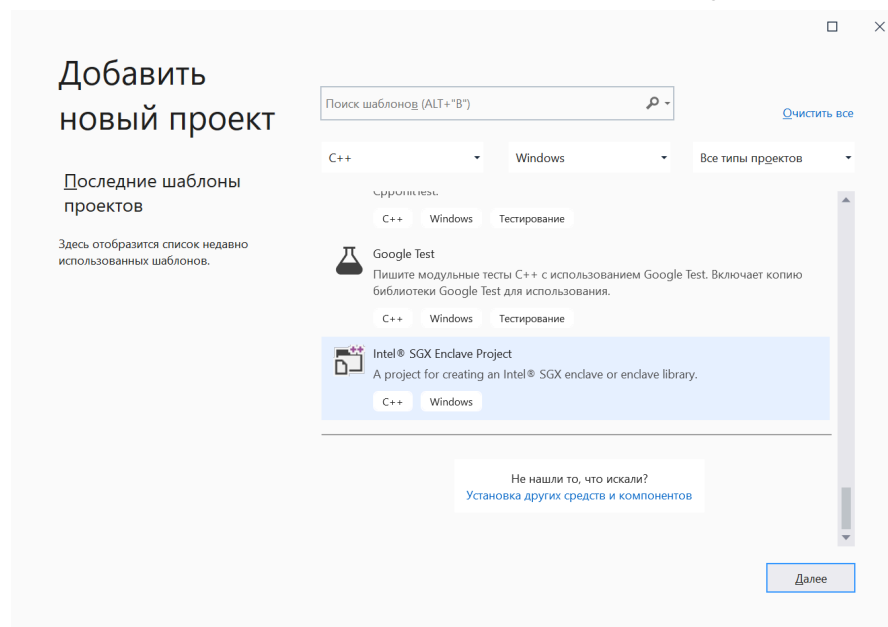 Добавить
новый проект
Поиск шаблонов (ALT+"В")
Очистить все
C++
Windows
Все типы проектов
Последние шаблоны
проектов
Здесь отобразится список недавно
использованных шаблонов.
CppUnitTest.
C++ Windows Тестирование
Google Test
Пишите модульные тесты C++ с использованием Google Test. Включает копию
библиотеки Google Test для использования.
C++ Windows Тестирование
Intel® SGX Enclave Project
A project for creating an Intel® SGX enclave or enclave library.
C++ Windows
Не нашли то, что искали?
Установка других средств и компонентов
Далее